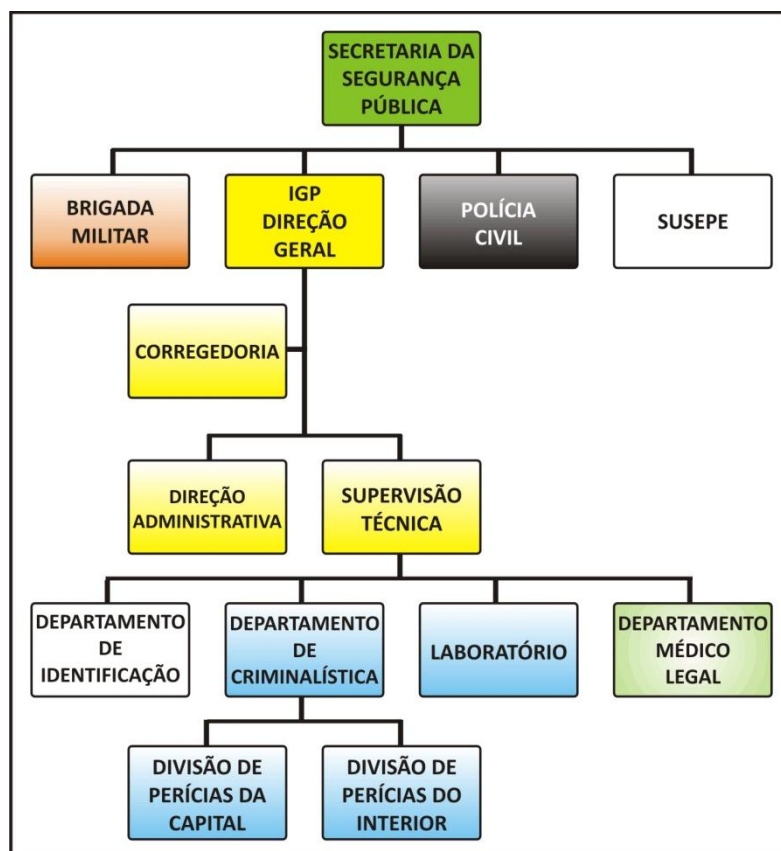 SECRETARIA DA
SEGURANÇA
PÚBLICA
BRIGADA
MILITAR
IGP
DIREÇÃO
GERAL
POLÍCIA
CIVIL
SUSEPE
CORREGEDORIA
DIREÇÃO
ADMINISTRATIVA
SUPERVISÃO
TÉCNICA
DEPARTAMENTO
DE
IDENTIFICAÇÃO
DEPARTAMENTO
DE
CRIMINALÍSTICA
LABORATÓRIO
DEPARTAMENTO
MÉDICO
LEGAL
DIVISÃO DE
PERÍCIAS DA
CAPITAL
DIVISÃO DE
PERÍCIAS DO
INTERIOR